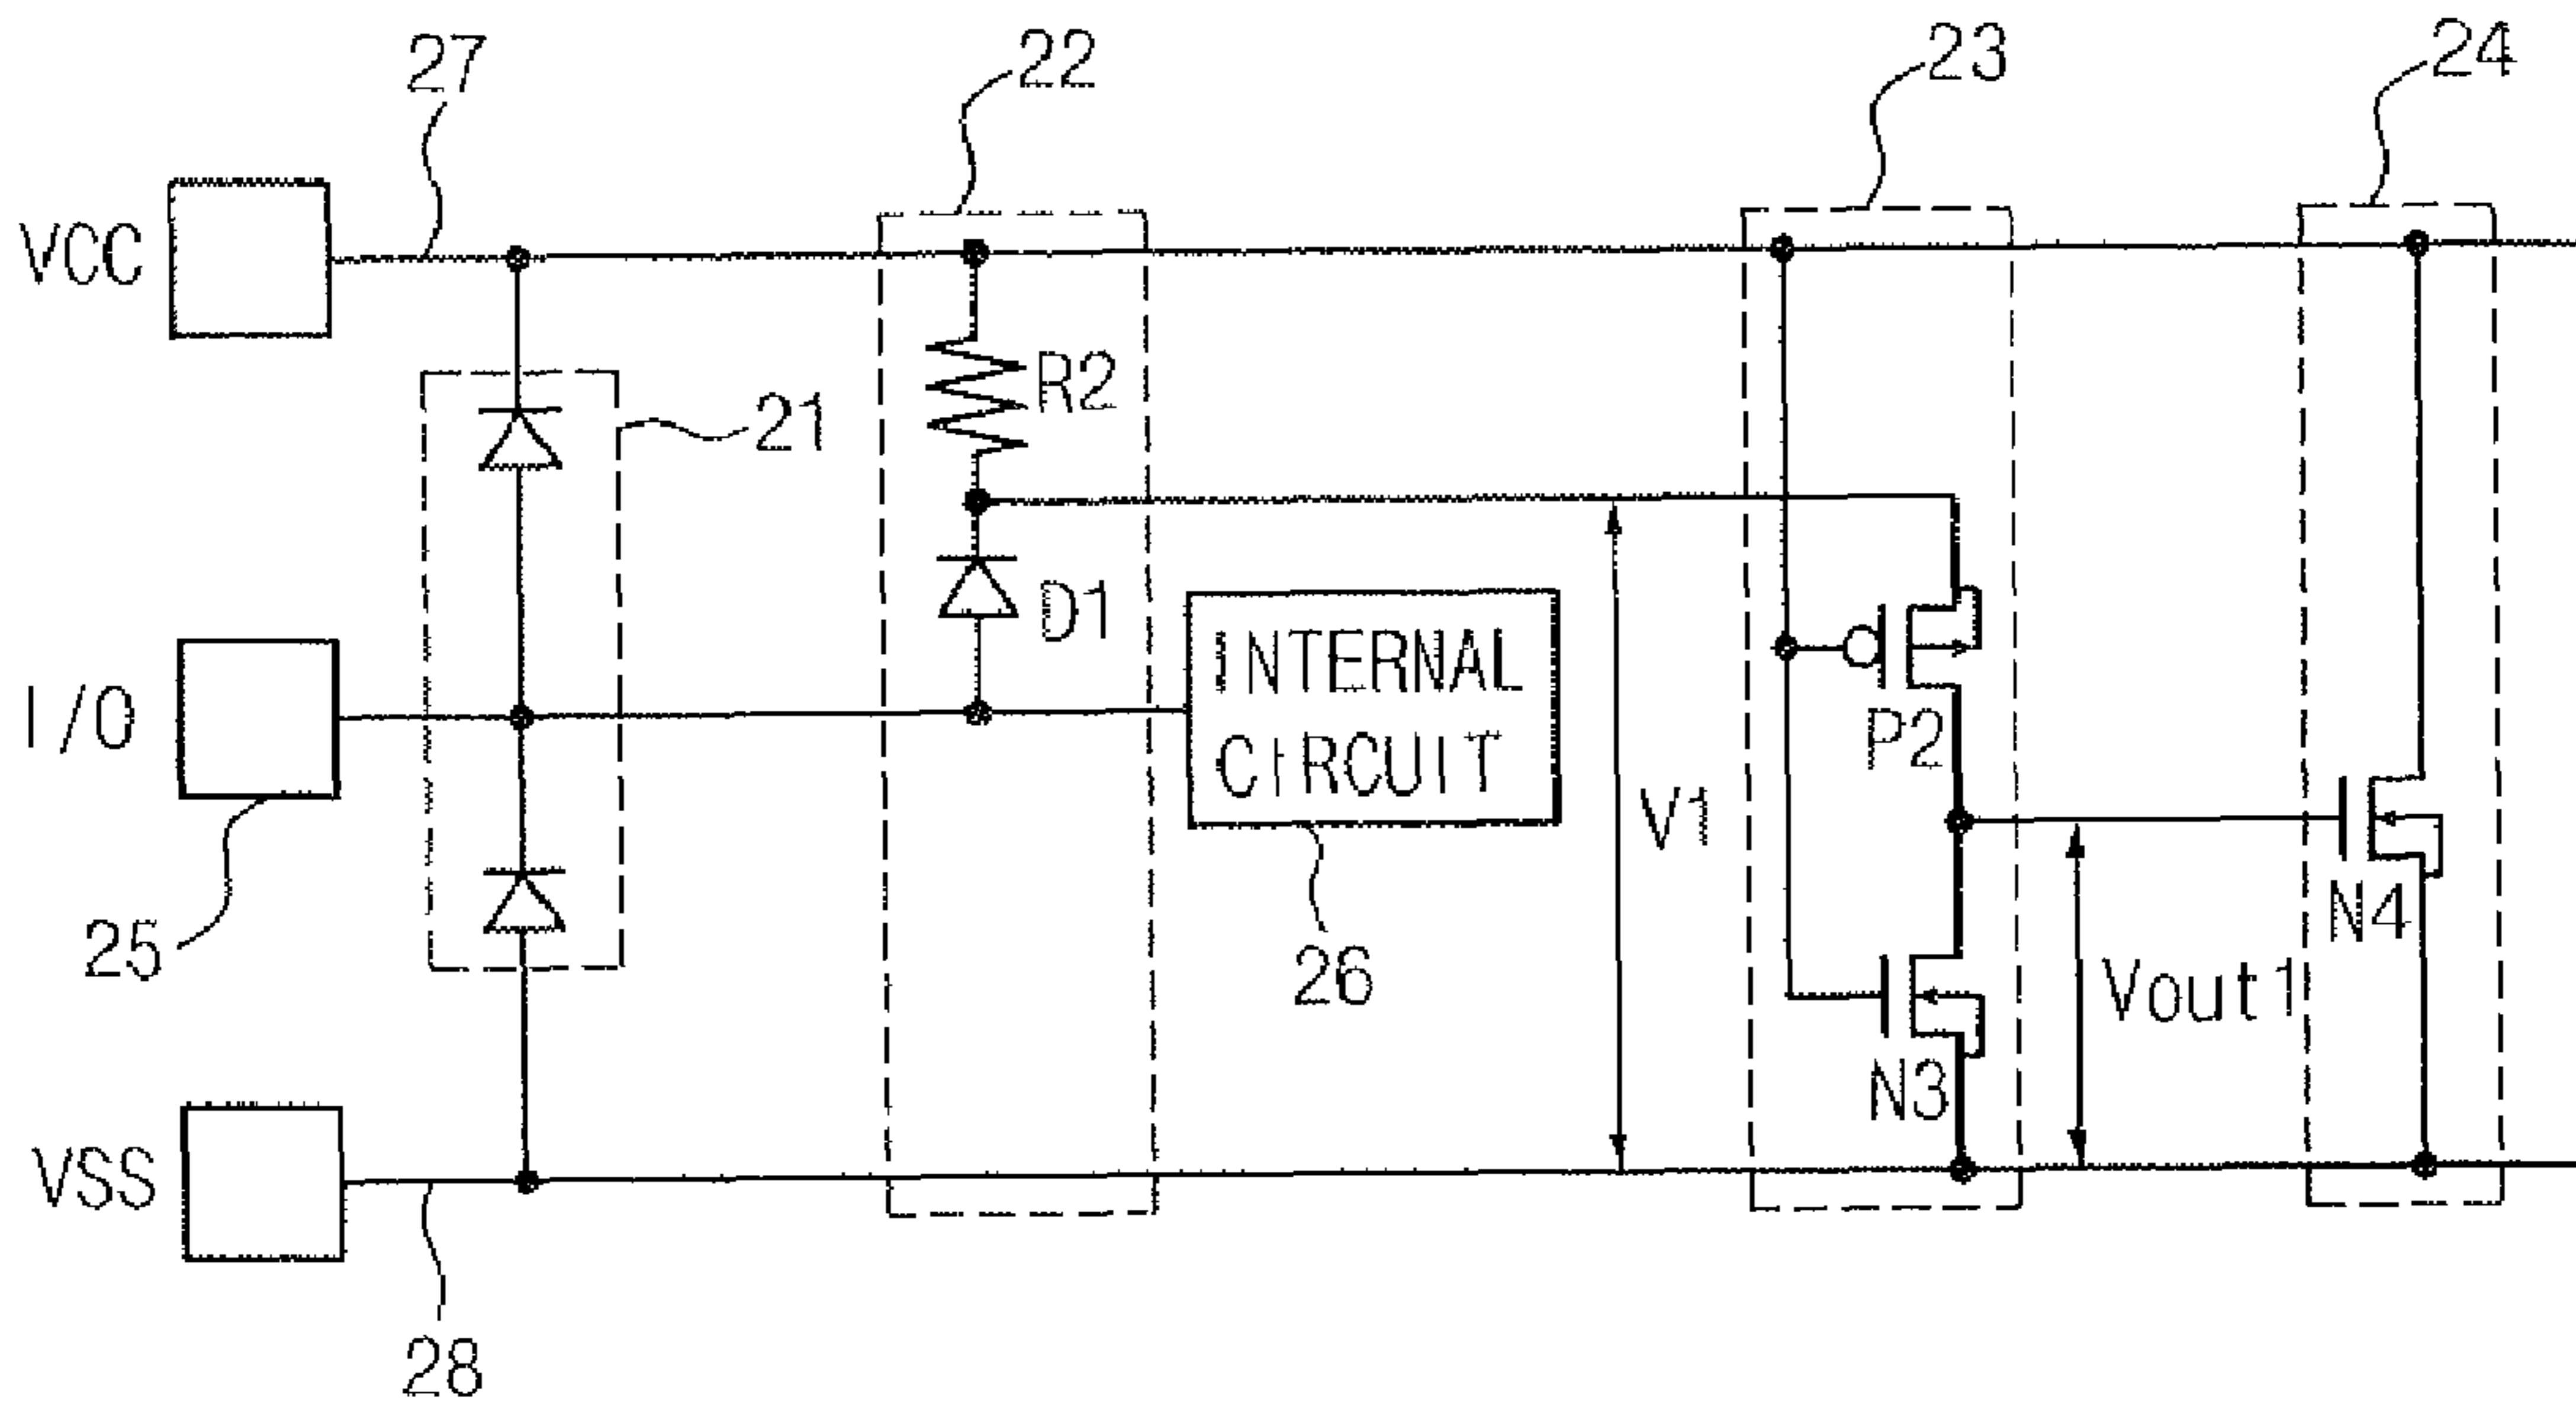 27
22
23
24
VCC
R2
21
D1
INTERNAL
CIRCUIT
I/O
P2
V1
N4
25
26
Vout1
N3
VSS
28